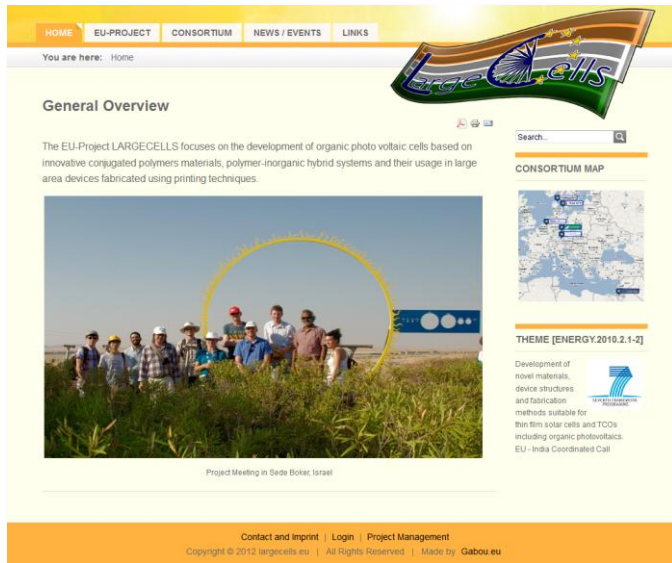 HOME
EU-PROJECT
CONSORTIUM
NEWS / EVENTS
LINKS
Large Cells
You are here: Home
General Overview
The EU-Project LARGECELLS focuses on the development of organic photo voltaic cells based on
innovative conjugated polymers materials, polymer-inorganic hybrid systems and their usage in large
area devices fabricated using printing techniques.
Project Meeting in Sede Boker, Israel
Search...
CONSORTIUM MAP
THEME [ENERGY.2010.2.1-2]
Development of
novel materials,
device structures
and fabrication
methods suitable for
thin film solar cells and TCOs
including organic photovoltaics.
EU - India Coordinated Call
SEVENTH FRAMEWORK
PROGRAMME
Contact and Imprint | Login | Project Management
Copyright © 2012 largecells.eu | All Rights Reserved | Made by Gabou.eu